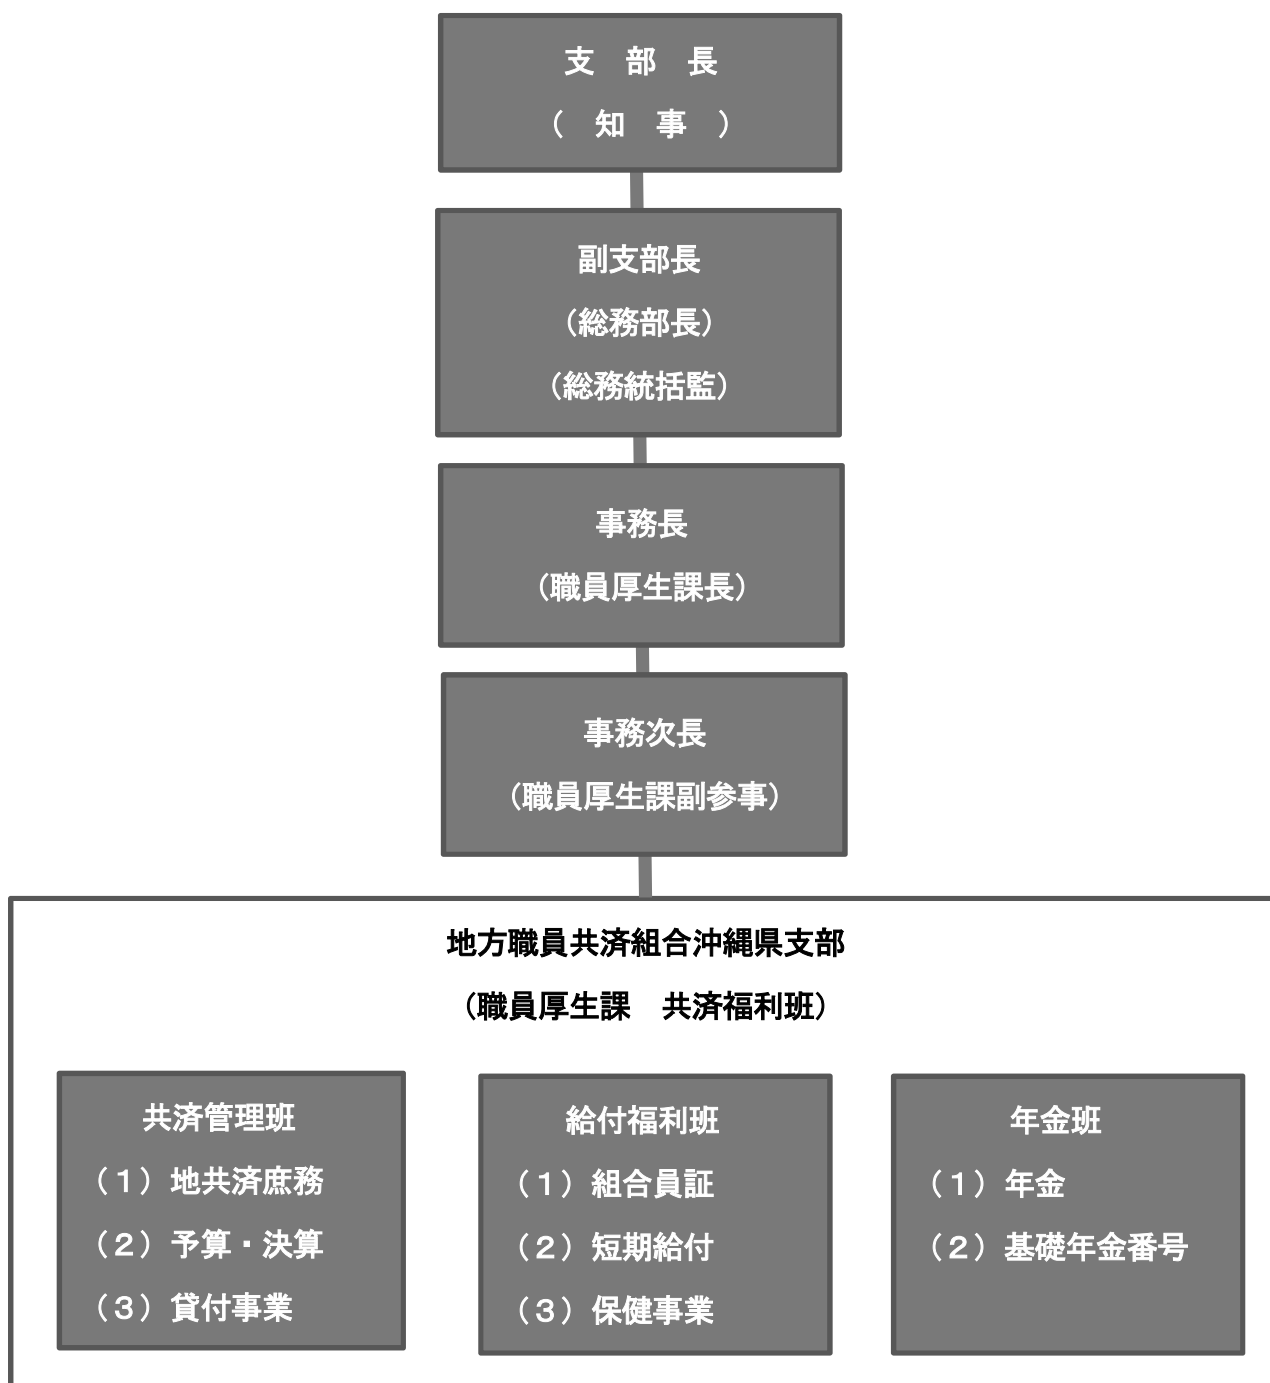 支　部　長
（　知　事　）
副支部長
（総務部長）
（総務統括監）
事務長
（職員厚生課長）
事務次長
（職員厚生課副参事）
地方職員共済組合沖縄県支部
（職員厚生課　共済福利班）
共済管理班
（１）地共済庶務
（２）予算・決算
（３）貸付事業
給付福利班
（１）組合員証
（２）短期給付
（３）保健事業
年金班
（１）年金
（２）基礎年金番号